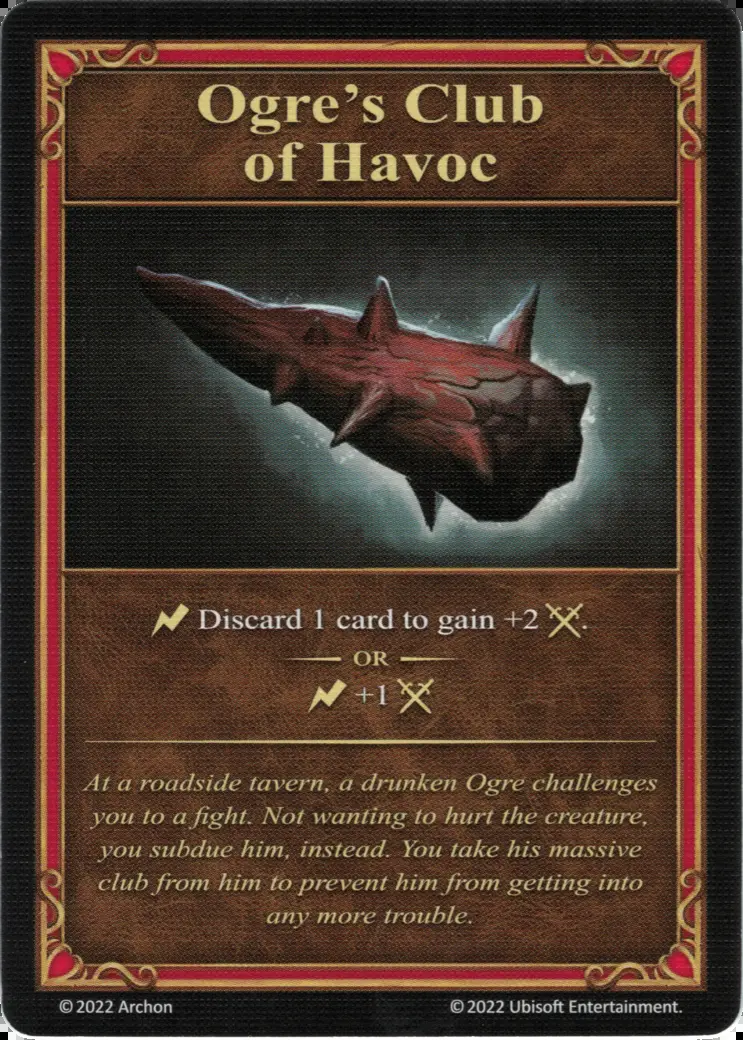 Ogre's Club
of Havoc
Discard 1 card to gain +2 .
OR
+1
At a roadside tavern, a drunken Ogre challenges
you to a fight. Not wanting to hurt the creature,
you subdue him, instead. You take his massive
club from him to prevent him from getting into
any more trouble.
© 2022 Archon
© 2022 Ubisoft Entertainment.